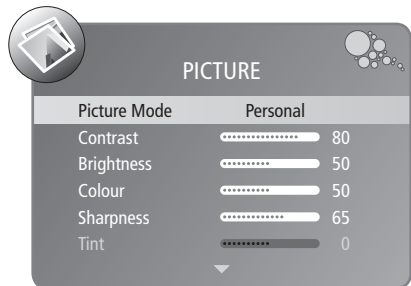 PICTURE
Picture Mode Personal
Contrast 80
Brightness 50
Colour 50
Sharpness 65
Tint 0